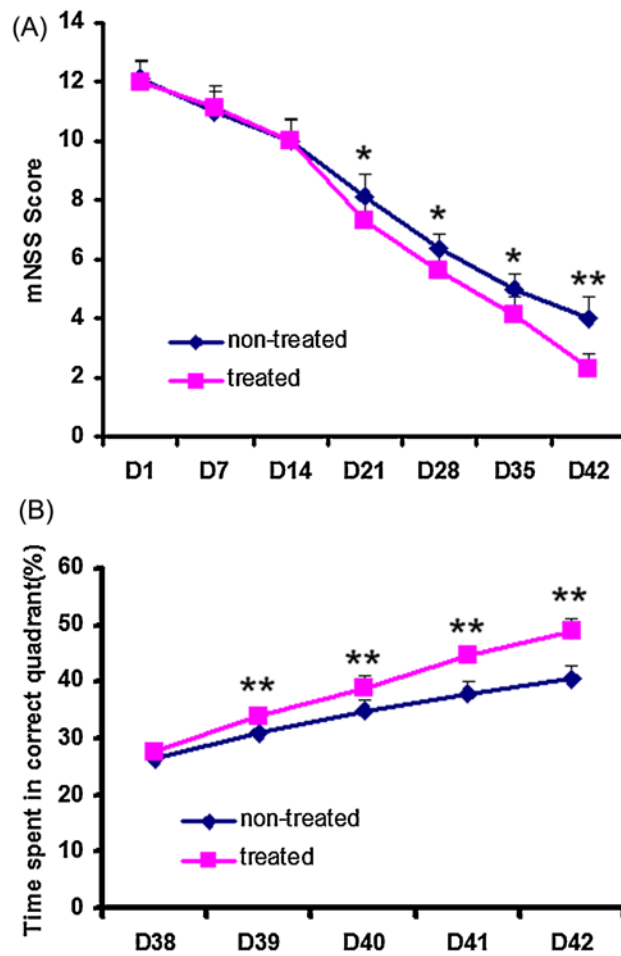 (A)
14
12
10
8
6
4
2
0
mNSS Score
*
*
*
**
non-treated
treated
D1 D7 D14 D21 D28 D35 D42
(B)
60
50
40
30
20
10
0
Time spent in correct quadrant(%)
**
**
**
**
non-treated
treated
D38 D39 D40 D41 D42